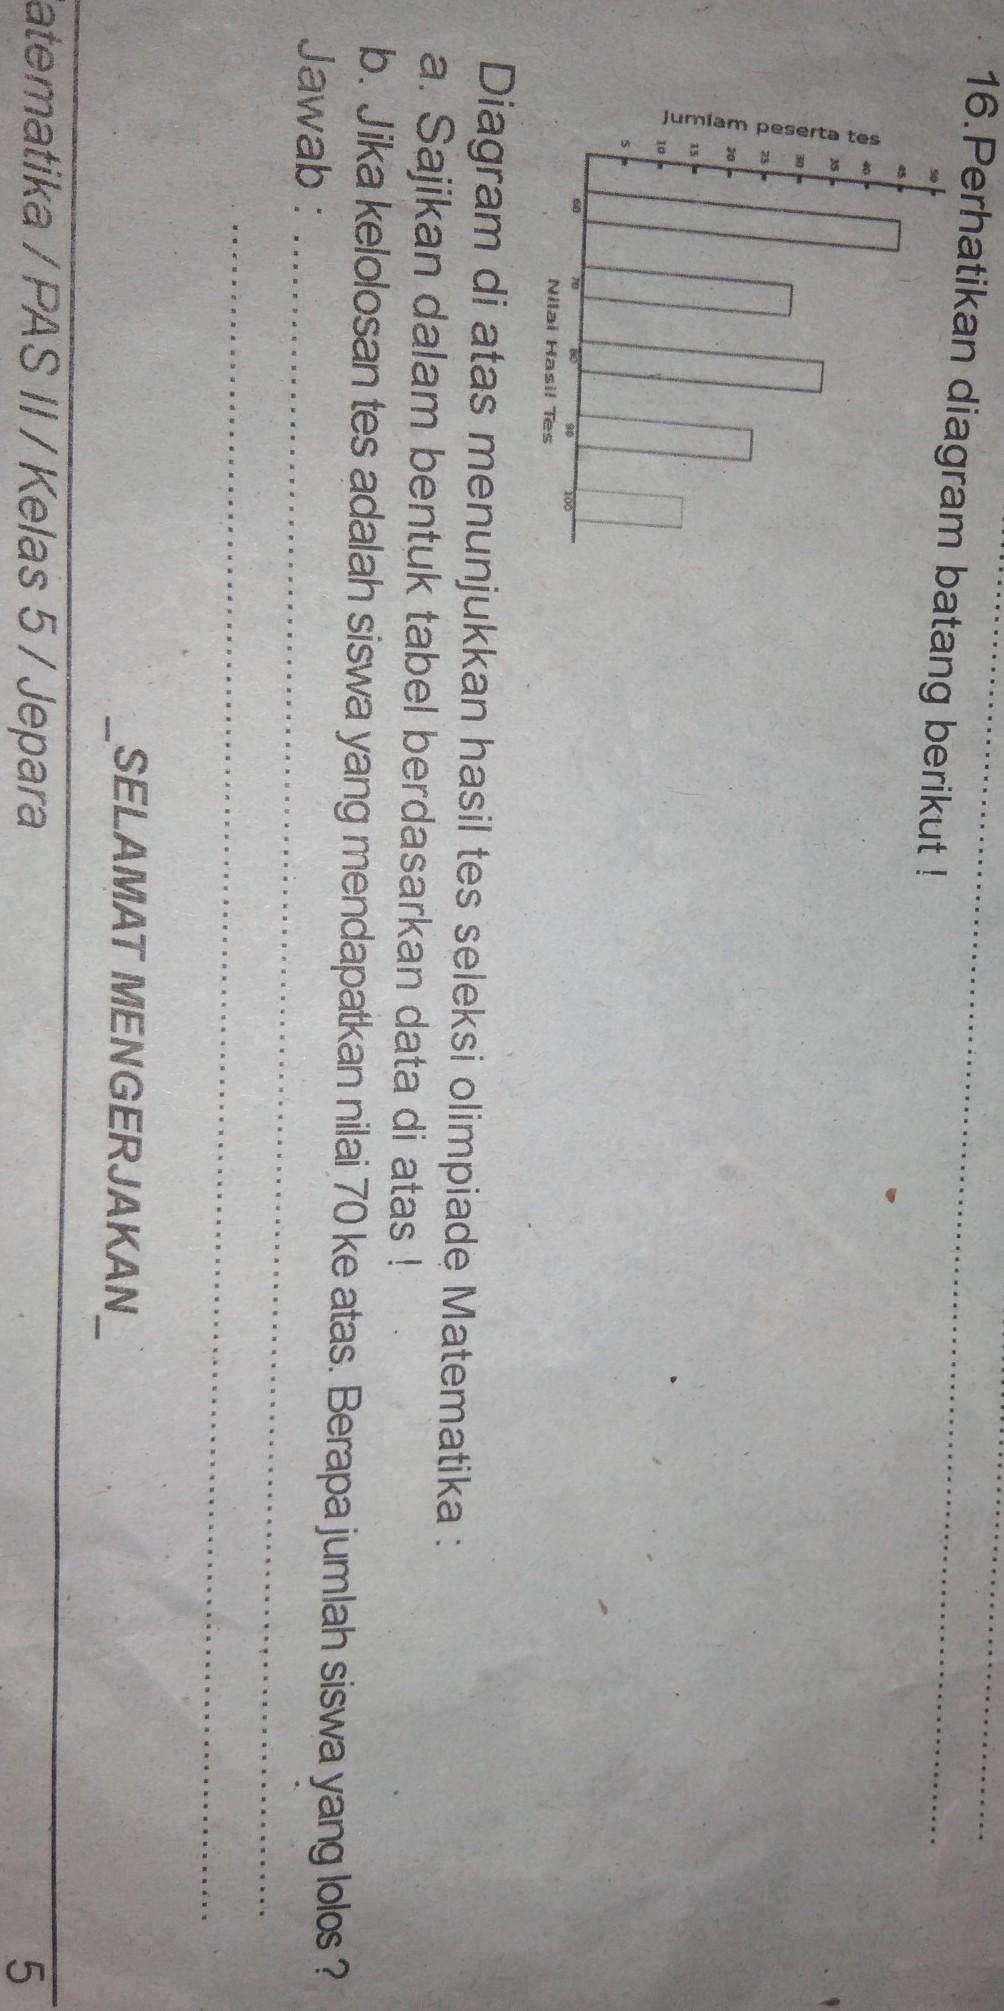 16. Perhatikan diagram batang berikut !
Jumlam peserta tes
50
45
40
35
30
25
20
15
10
5
60 70 80 90 100
Nilai Hasil Tes
Diagram di atas menunjukkan hasil tes seleksi olimpiade Matematika :
a. Sajikan dalam bentuk tabel berdasarkan data di atas !
b. Jika kelolosan tes adalah siswa yang mendapatkan nilai 70 ke atas. Berapa jumlah siswa yang lolos ?
Jawab : ..........
..........
_SELAMAT MENGERJAKAN_
atematika / PAS II / Kelas 5 / Jepara 5